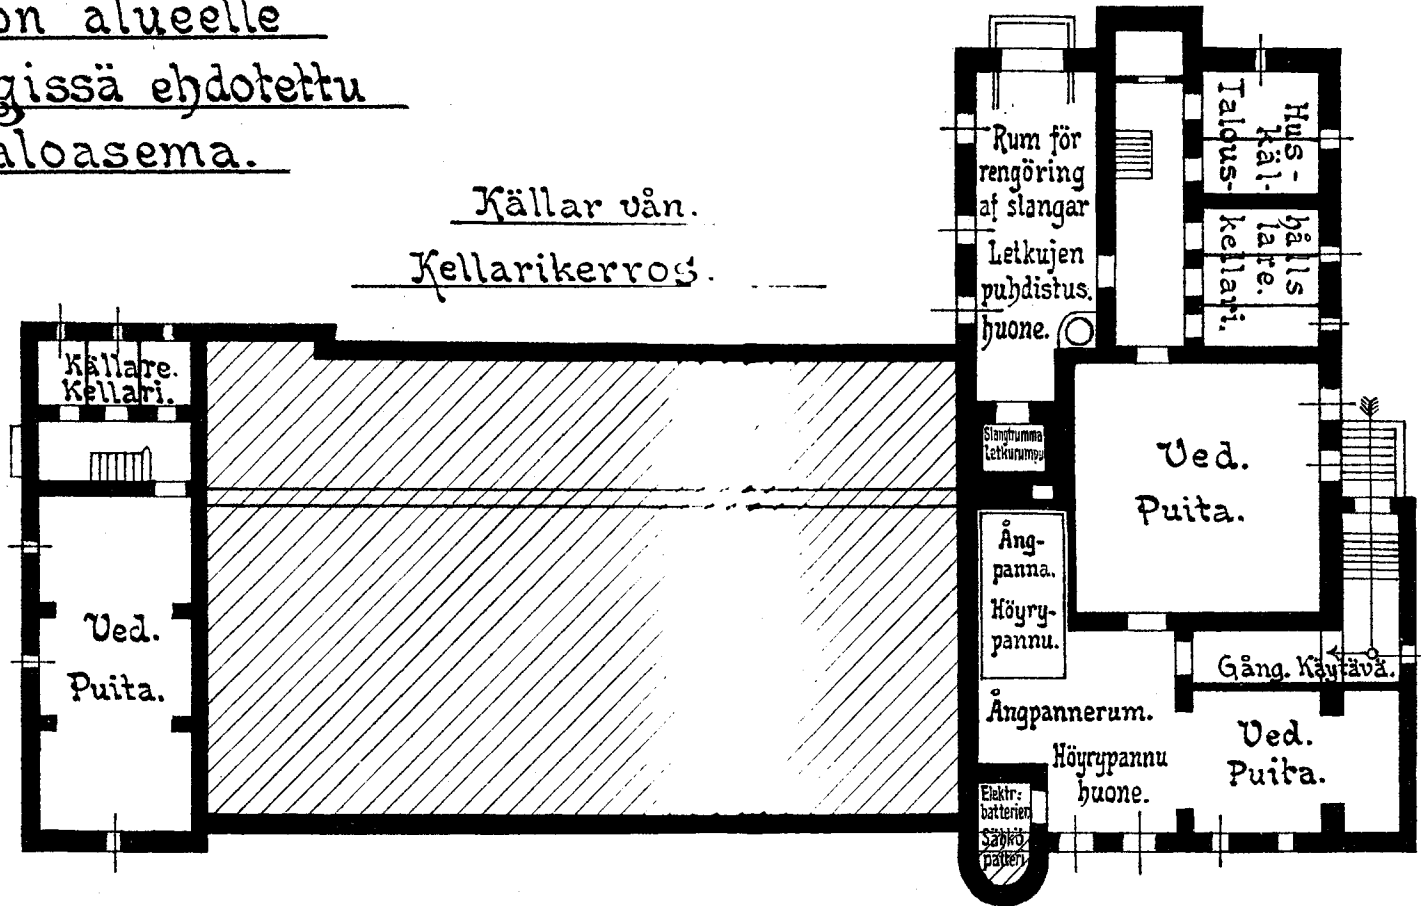 on alueelle
gissä ehdotettu
aloasema.
Källar vån.
Kellarikerros.
Källare.
Kellari.
Ved.
Puita.
Rum för
rengöring
af slangar
Letkujen
puhdistus.
huone.
Hus-
käl-
Talous-
hålls
lare.
kellari.
Slangtrumma
Letkurumpu
Ved.
Puita.
Ång-
panna.
Höyry-
pannu.
Gång. Käytävä.
Ångpannerum.
Höyrypannu
huone.
Ved.
Puita.
Elektr:
batterien
Sähkö
patteri